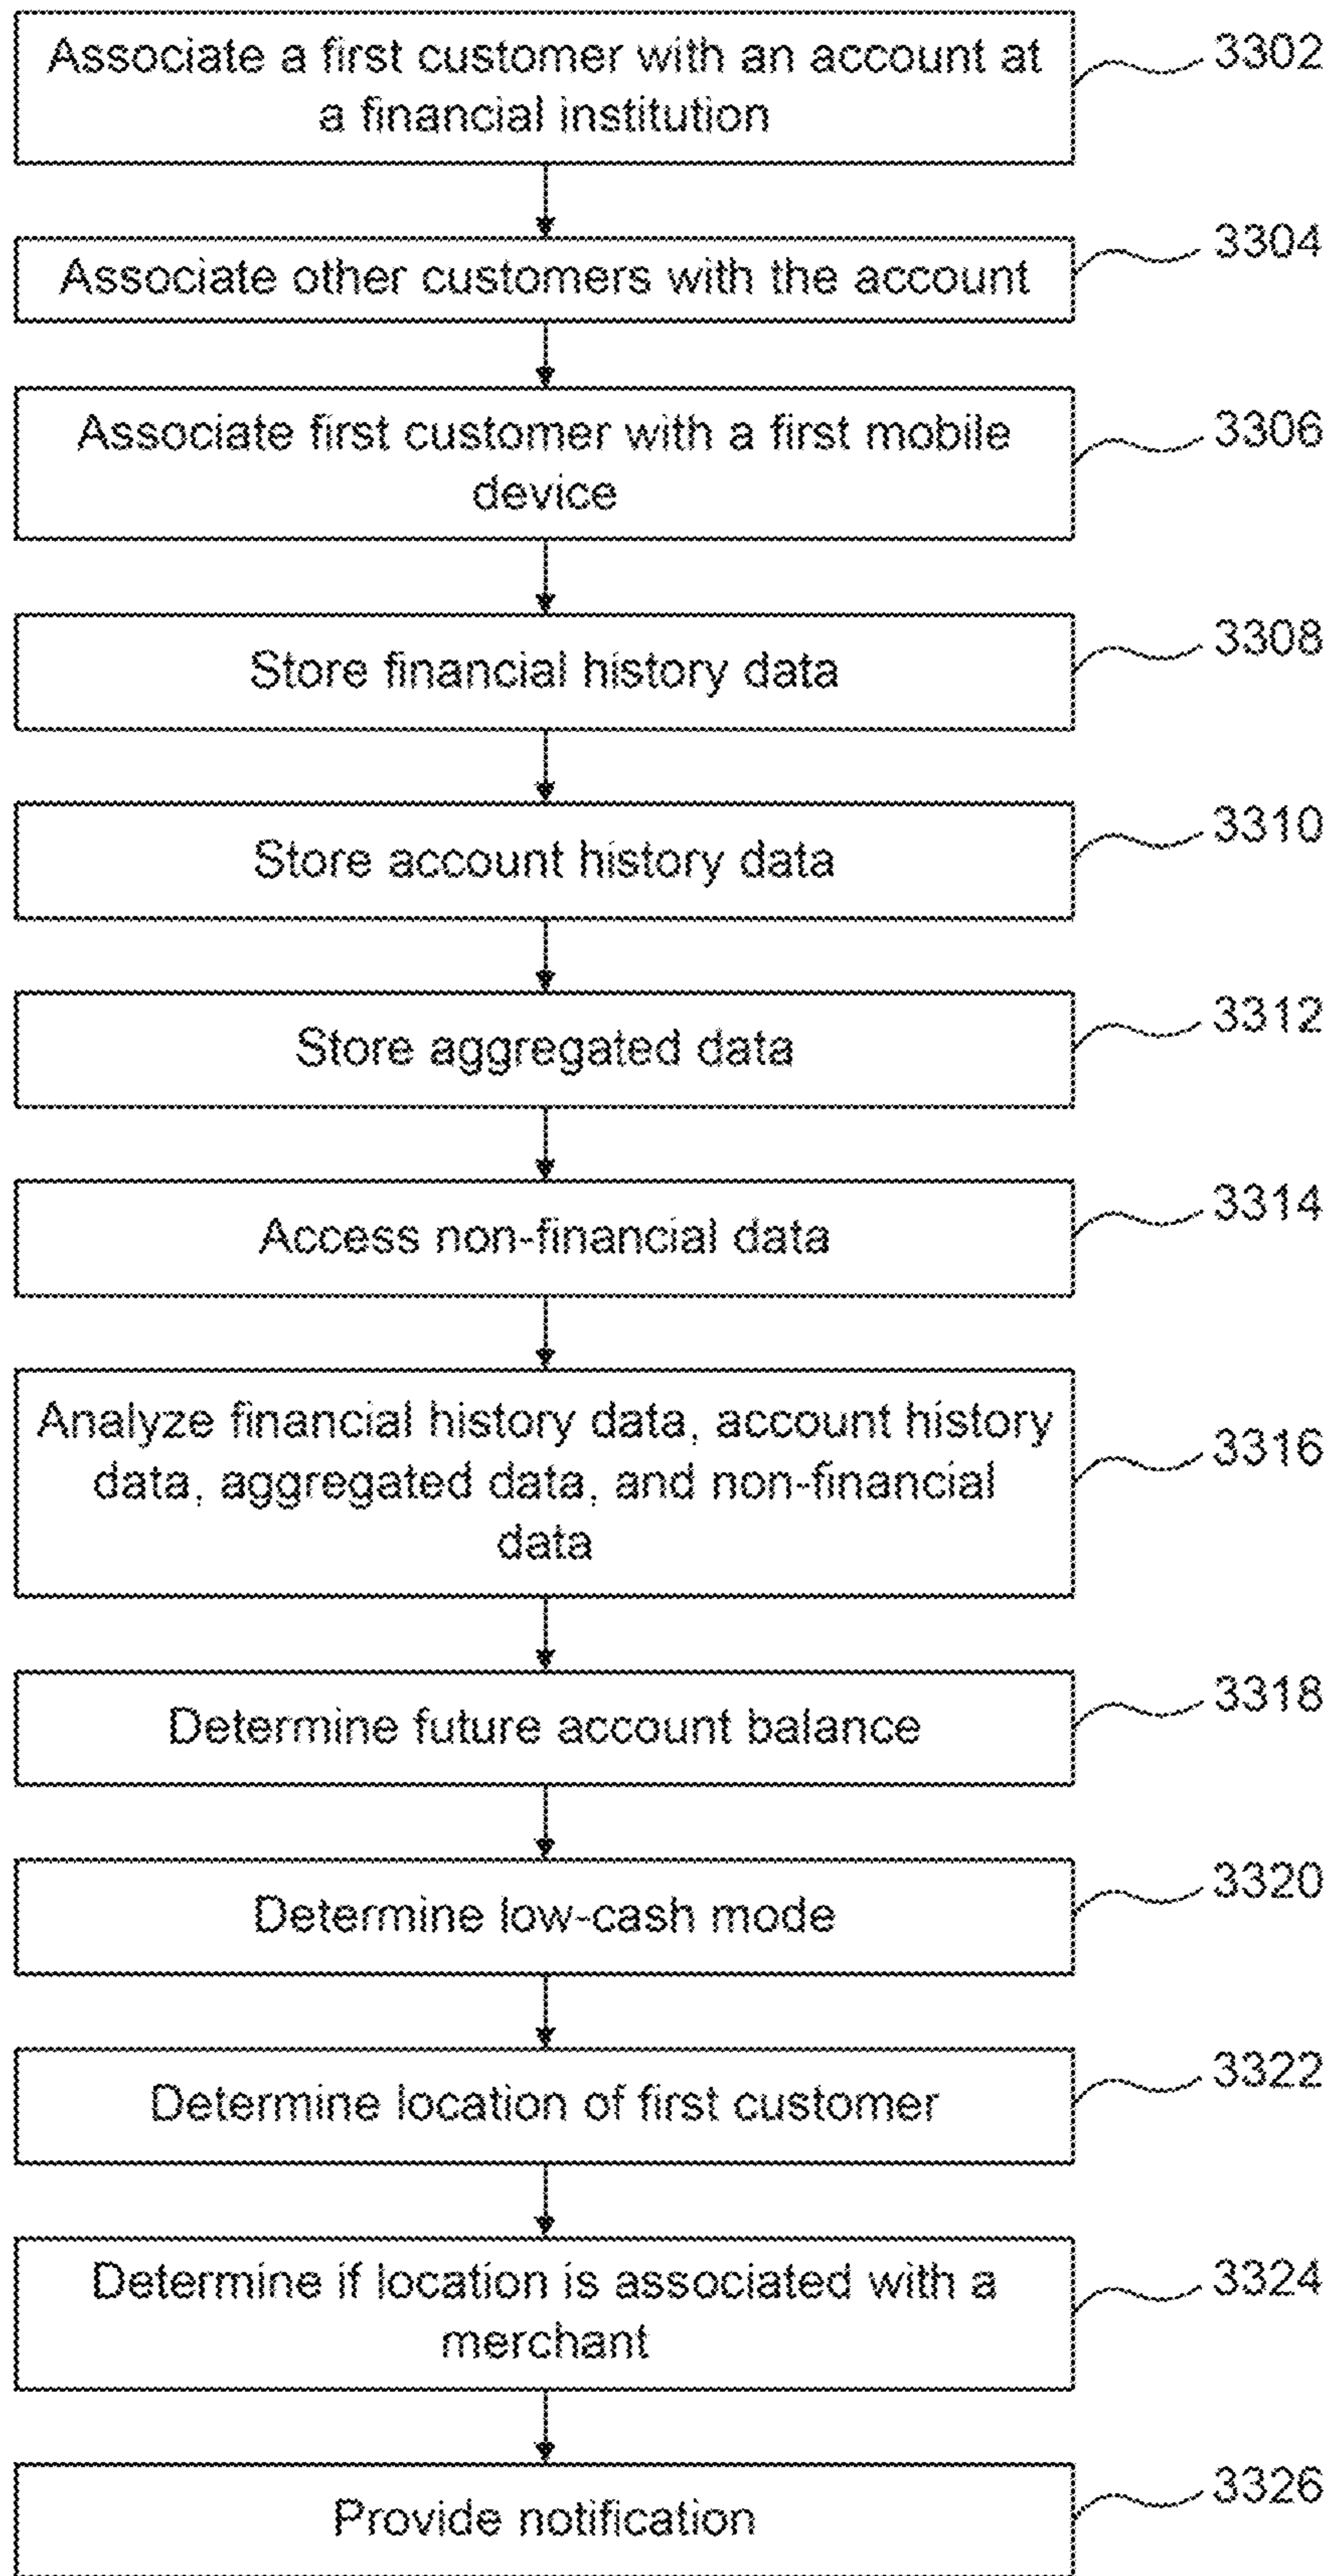 Associate a first customer with an account at
a financial institution
3302
Associate other customers with the account
3304
Associate first customer with a first mobile
device
3306
Store financial history data
3308
Store account history data
3310
Store aggregated data
3312
Access non-financial data
3314
Analyze financial history data, account history
data, aggregated data, and non-financial
data
3316
Determine future account balance
3318
Determine low-cash mode
3320
Determine location of first customer
3322
Determine if location is associated with a
merchant
3324
Provide notification
3326